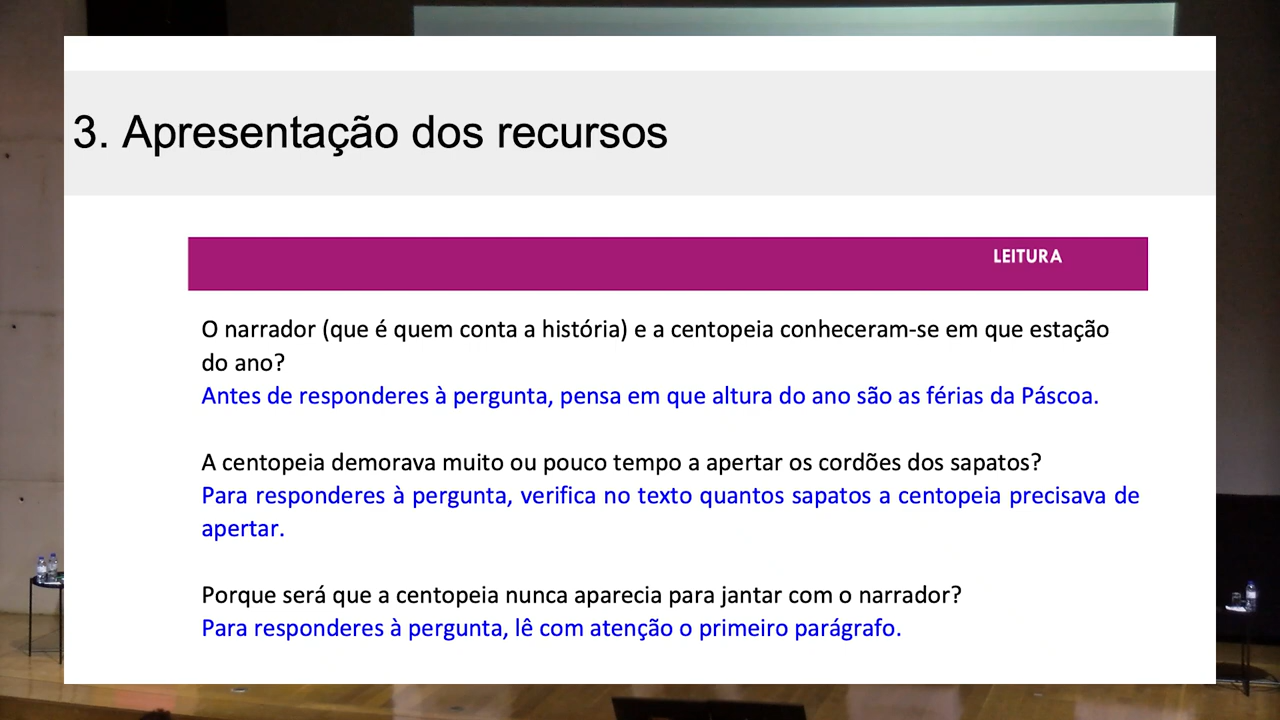 3. Apresentação dos recursos
LEITURA
O narrador (que é quem conta a história) e a centopeia conheceram-se em que estação
do ano?
Antes de responderes à pergunta, pensa em que altura do ano são as férias da Páscoa.
A centopeia demorava muito ou pouco tempo a apertar os cordões dos sapatos?
Para responderes à pergunta, verifica no texto quantos sapatos a centopeia precisava de
apertar.
Porque será que a centopeia nunca aparecia para jantar com o narrador?
Para responderes à pergunta, lê com atenção o primeiro parágrafo.